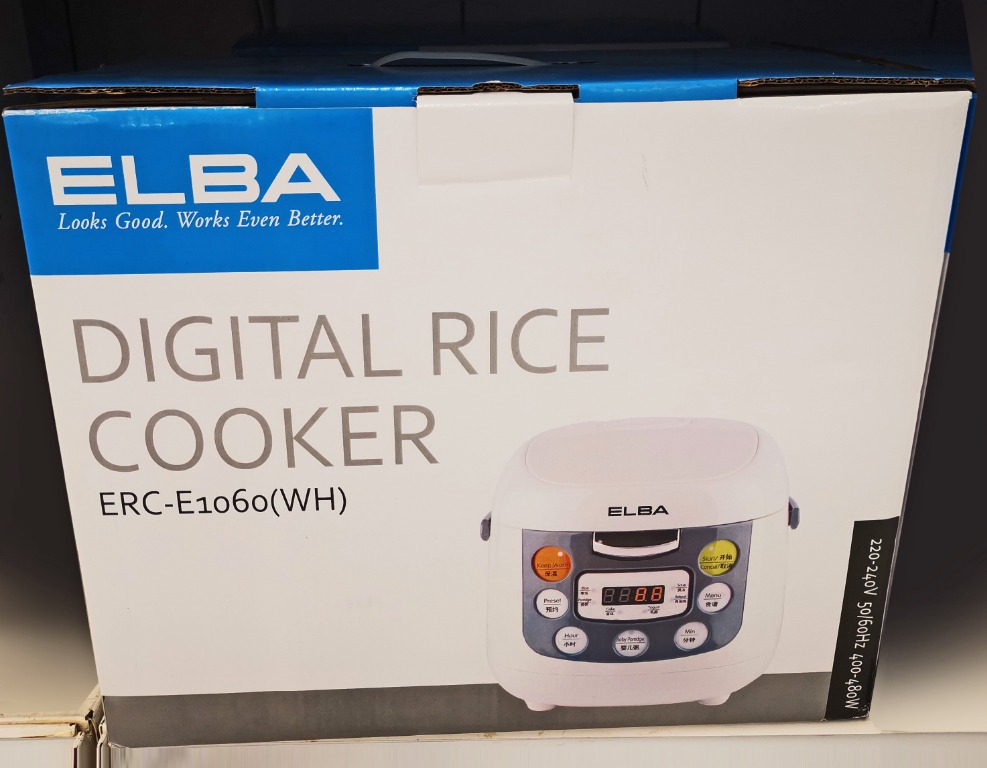 ELBA
Looks Good. Works Even Better.
DIGITAL RICE
COOKER
ERC-E1060(WH)
ELBA
Keep Warm
保温
Start/开始
Cancel/取消
Preset
预约
Menu
食谱
Hour
小时
Baby Porridge
婴儿粥
Min
分钟
Cake
Yogurt
220-240V 50/60Hz 400-480W